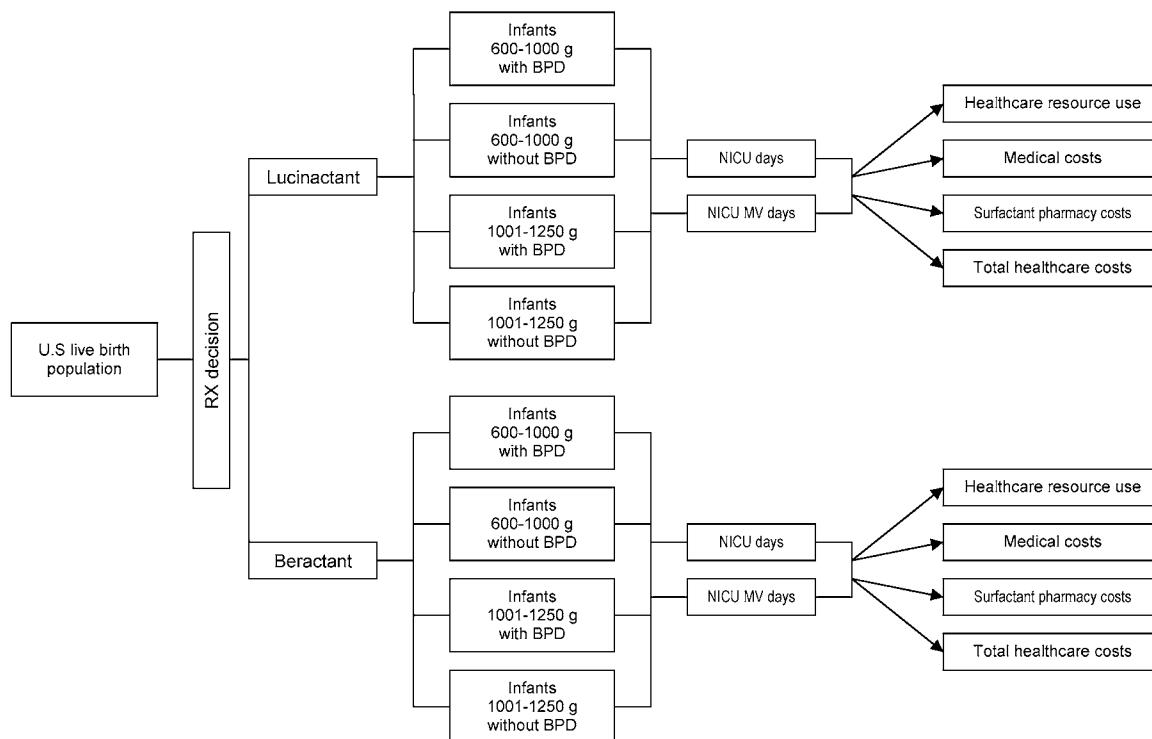 U.S live birth
population
RX decision
Lucinactant
Infants
600-1000 g
with BPD
Infants
600-1000 g
without BPD
Infants
1001-1250 g
with BPD
Infants
1001-1250 g
without BPD
NICU days
NICU MV days
Healthcare resource use
Medical costs
Surfactant pharmacy costs
Total healthcare costs
Beractant
Infants
600-1000 g
with BPD
Infants
600-1000 g
without BPD
Infants
1001-1250 g
with BPD
Infants
1001-1250 g
without BPD
NICU days
NICU MV days
Healthcare resource use
Medical costs
Surfactant pharmacy costs
Total healthcare costs